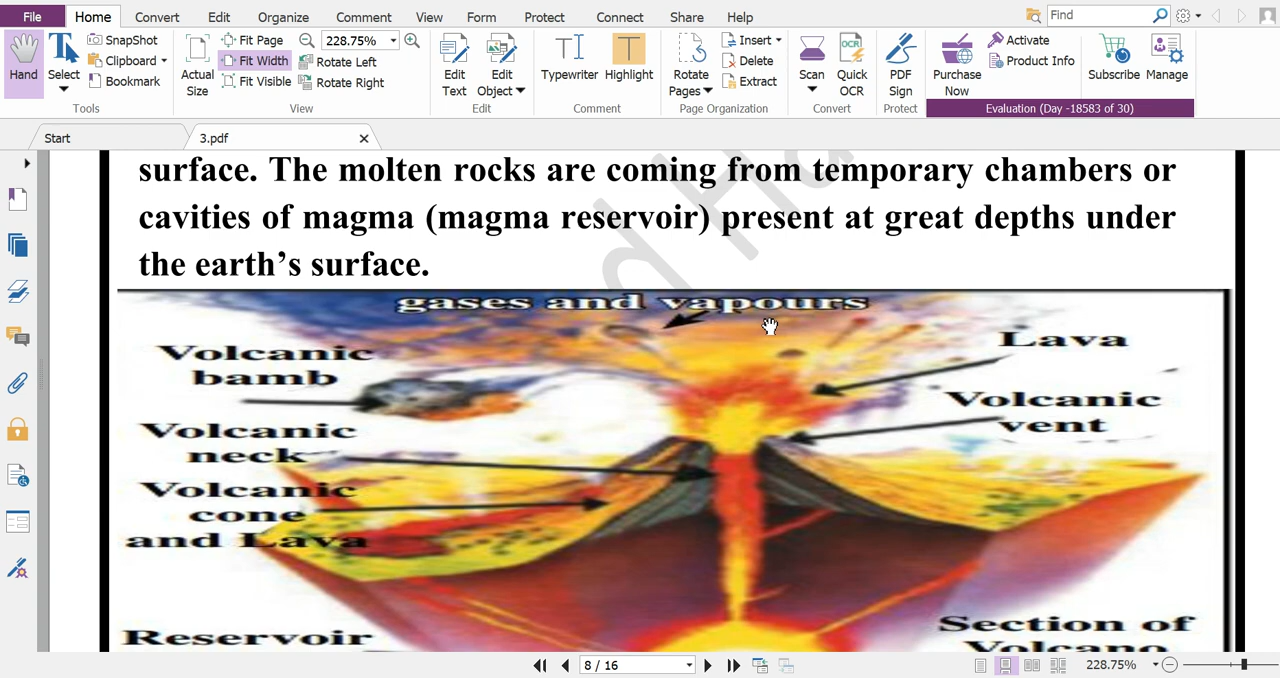 File Home Convert Edit Organize Comment View Form Protect Connect Share Help Find
Hand
Select
SnapShot
Clipboard
Bookmark
Tools
Actual
Size
Fit Page
Fit Width
Fit Visible
228.75%
Rotate Left
Rotate Right
View
Edit
Text
Edit
Object
Edit
Typewriter
Highlight
Comment
Rotate
Pages
Insert
Delete
Extract
Page Organization
Scan
OCR
Quick
OCR
Convert
PDF
Sign
Protect
Purchase
Now
Activate
Product Info
Evaluation (Day -18583 of 30)
Subscribe
Manage
Start
3.pdf
surface. The molten rocks are coming from temporary chambers or
cavities of magma (magma reservoir) present at great depths under
the earth’s surface.
gases and vapours
Volcanic
bamb
Lava
Volcanic
vent
Volcanic
neck
Volcanic
cone
and Lava
Reservoir
Section of
Volcano
8 / 16
228.75%